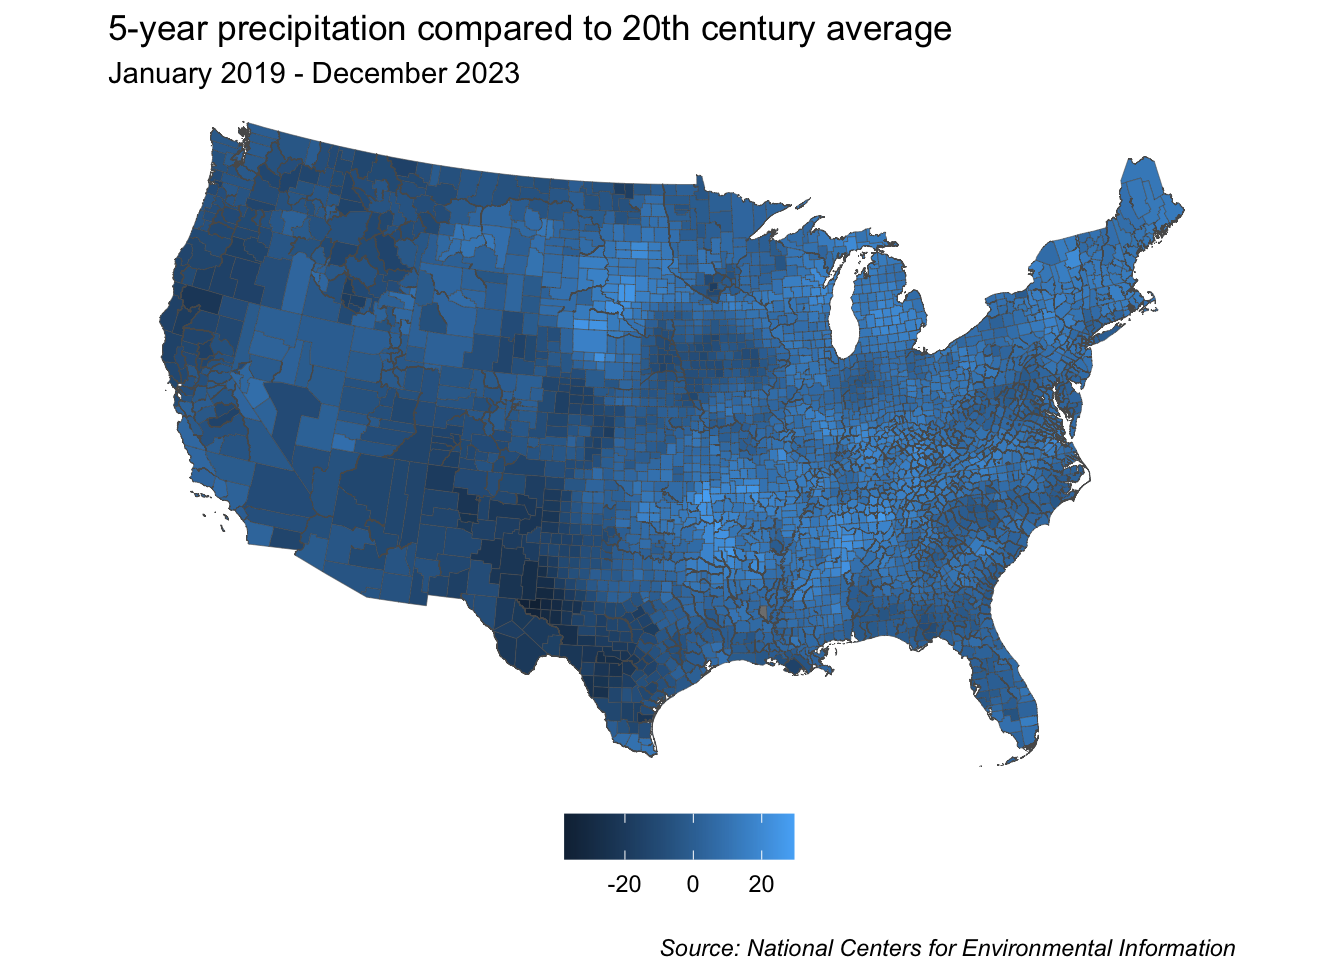 5-year precipitation compared to 20th century average
January 2019 - December 2023
-20 0 20
Source: National Centers for Environmental Information